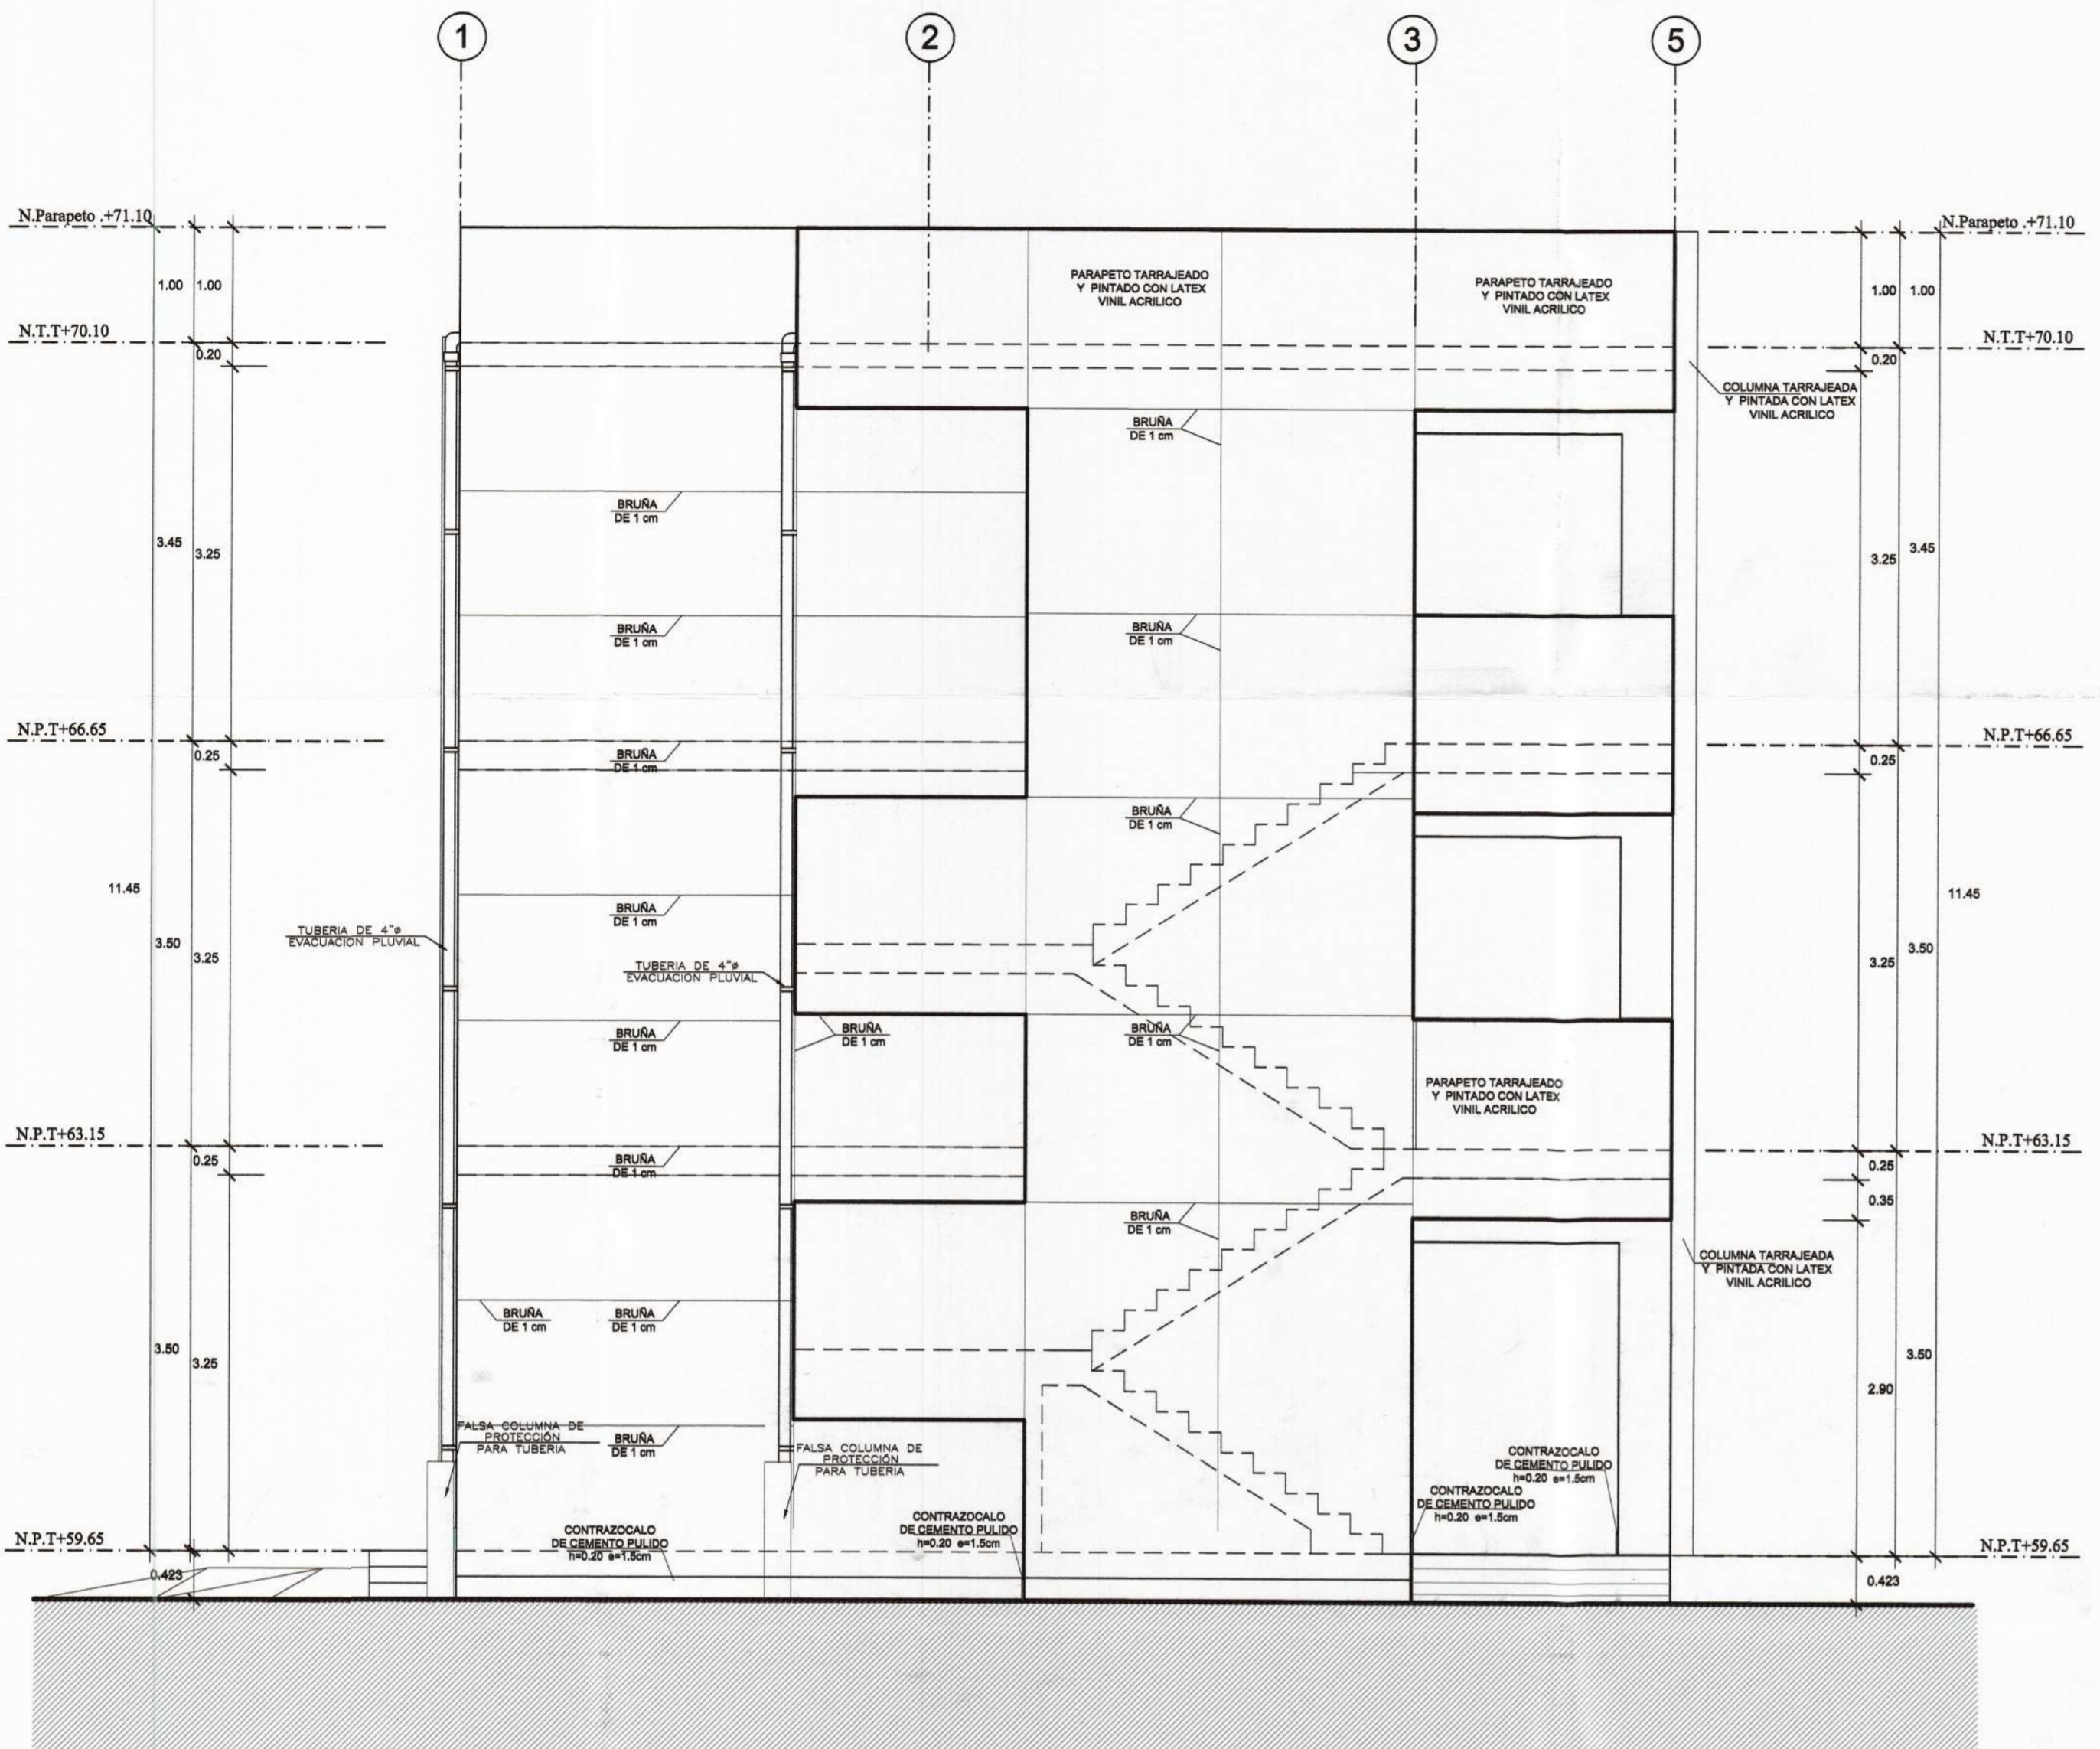 1
2
3
5
N.Parapeto .+71.10
N.Parapeto .+71.10
1.00
1.00
PARAPETO TARRAJEADO
Y PINTADO CON LATEX
VINIL ACRILICO
PARAPETO TARRAJEADO
Y PINTADO CON LATEX
VINIL ACRILICO
1.00
1.00
N.T.T+70.10
N.T.T+70.10
0.20
0.20
COLUMNA TARRAJEADA
Y PINTADA CON LATEX
VINIL ACRILICO
BRUÑA
DE 1 cm
BRUÑA
DE 1 cm
3.45
3.25
3.25
3.45
BRUÑA
DE 1 cm
BRUÑA
DE 1 cm
N.P.T+66.65
N.P.T+66.65
0.25
BRUÑA
DE 1 cm
0.25
BRUÑA
DE 1 cm
11.45
11.45
BRUÑA
DE 1 cm
TUBERIA DE 4"ø
EVACUACION PLUVIAL
3.50
3.25
3.25
3.50
TUBERIA DE 4"ø
EVACUACION PLUVIAL
BRUÑA
DE 1 cm
BRUÑA
DE 1 cm
BRUÑA
DE 1 cm
PARAPETO TARRAJEADO
Y PINTADO CON LATEX
VINIL ACRILICO
N.P.T+63.15
N.P.T+63.15
0.25
BRUÑA
DE 1 cm
0.25
0.35
BRUÑA
DE 1 cm
COLUMNA TARRAJEADA
Y PINTADA CON LATEX
VINIL ACRILICO
BRUÑA
DE 1 cm
BRUÑA
DE 1 cm
3.50
3.25
3.50
2.90
FALSA COLUMNA DE
PROTECCIÓN
PARA TUBERIA
BRUÑA
DE 1 cm
FALSA COLUMNA DE
PROTECCIÓN
PARA TUBERIA
CONTRAZOCALO
DE CEMENTO PULIDO
h=0.20 e=1.5cm
CONTRAZOCALO
DE CEMENTO PULIDO
h=0.20 e=1.5cm
CONTRAZOCALO
DE CEMENTO PULIDO
h=0.20 e=1.5cm
CONTRAZOCALO
DE CEMENTO PULIDO
h=0.20 e=1.5cm
N.P.T+59.65
N.P.T+59.65
0.423
0.423